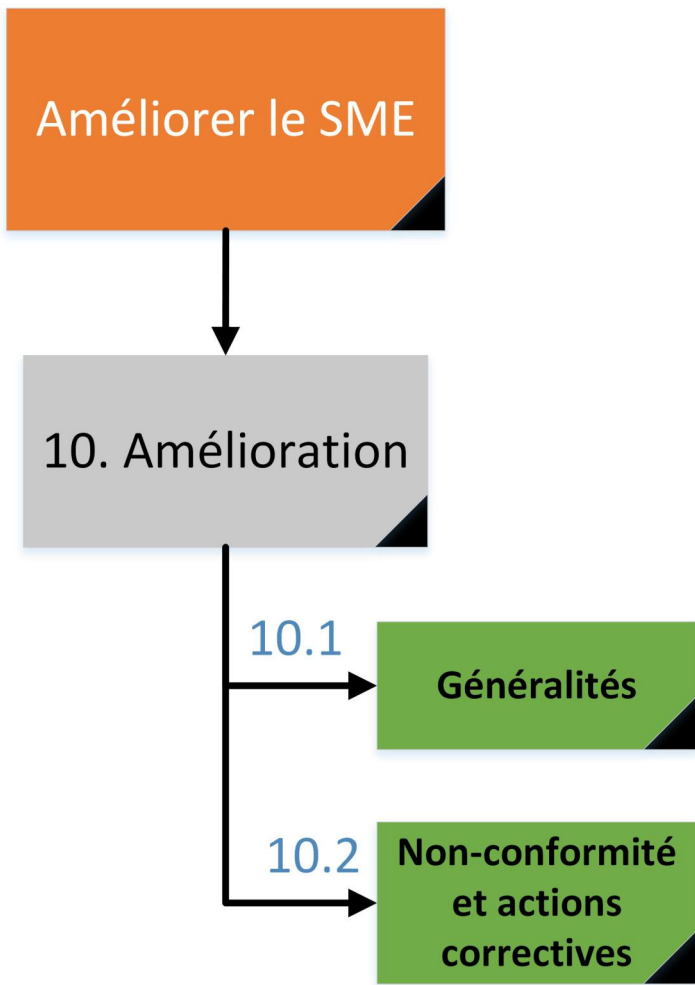 Améliorer le SME
10. Amélioration
10.1
Généralités
10.2
Non-conformité
et actions
correctives